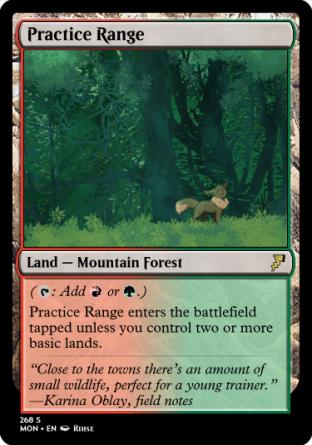 Practice Range
Land — Mountain Forest
( : Add or .)
Practice Range enters the battlefield
tapped unless you control two or more
basic lands.
“Close to the towns there’s an amount of
small wildlife, perfect for a young trainer.”
—Karina Oblay, field notes
268 S
MON • EN Rihse